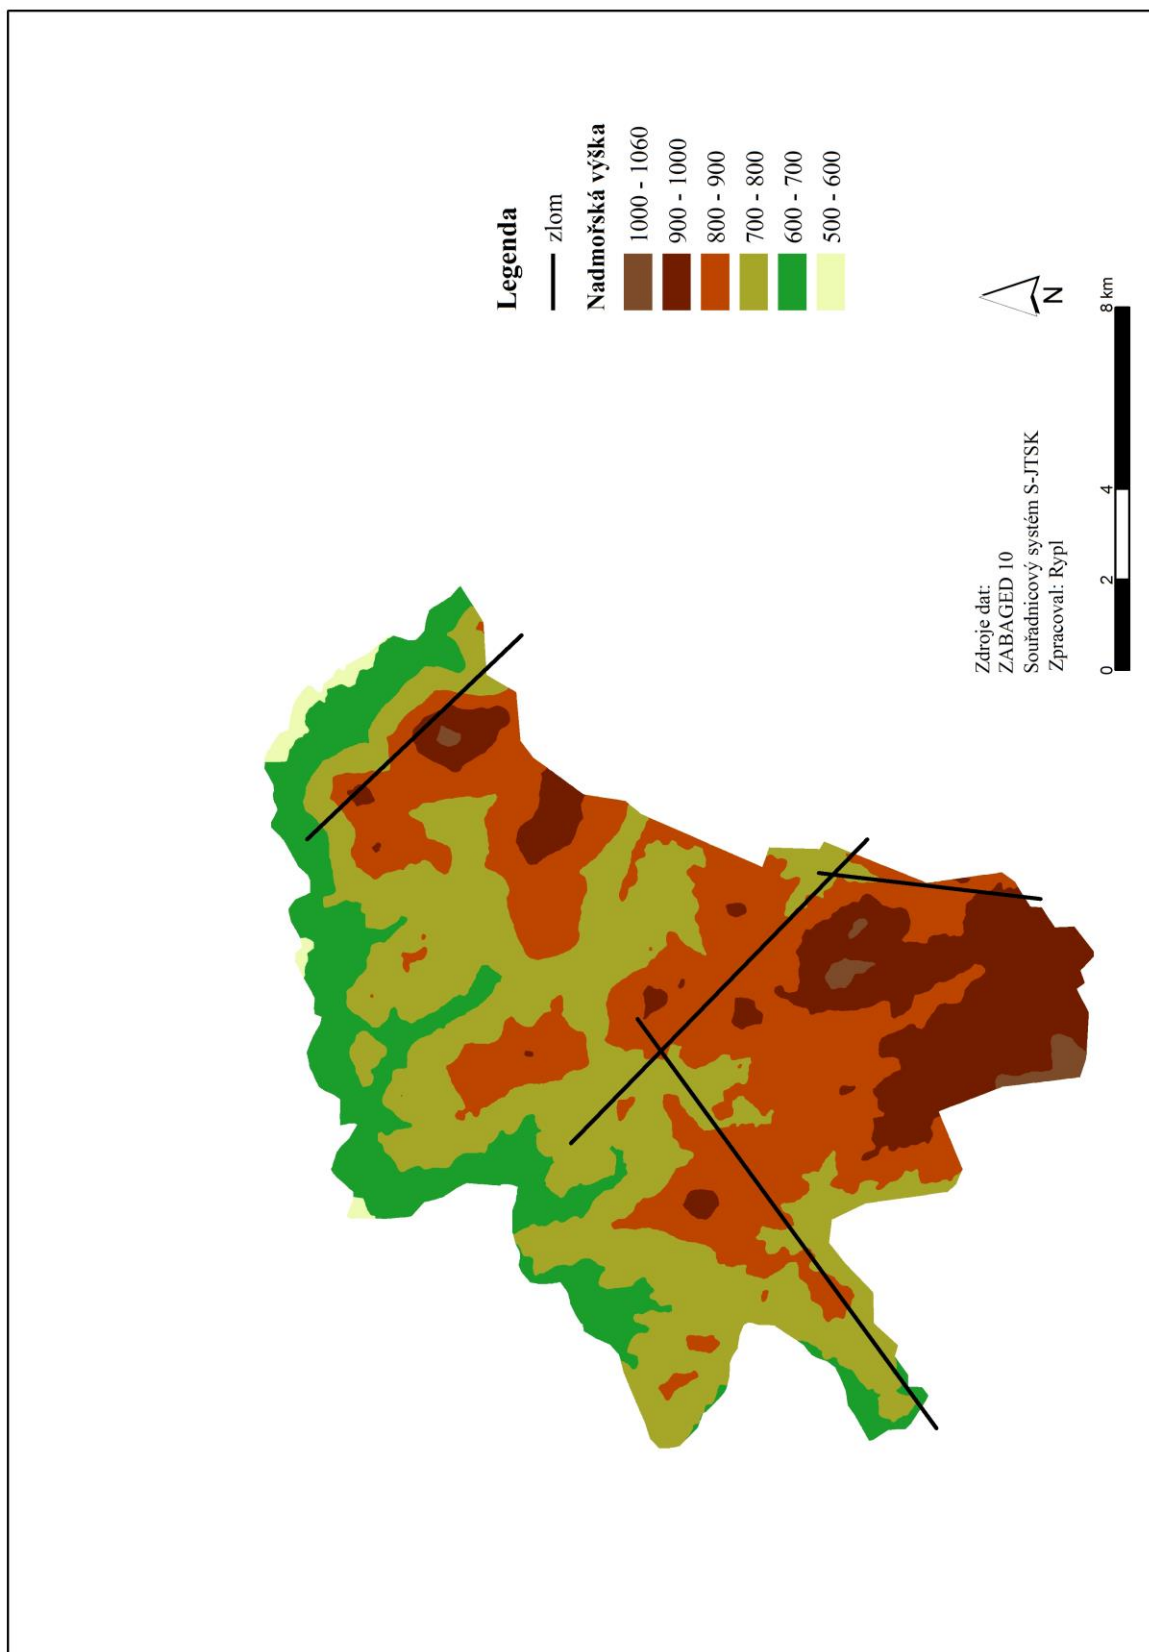 Legenda
zlom
Nadmořská výška
1000 - 1060
900 - 1000
800 - 900
700 - 800
600 - 700
500 - 600
N
Zdroje dat:
ZABAGED 10
Souřadnicový systém S-JTSK
Zpracoval: Rypl
0 2 4 8 km